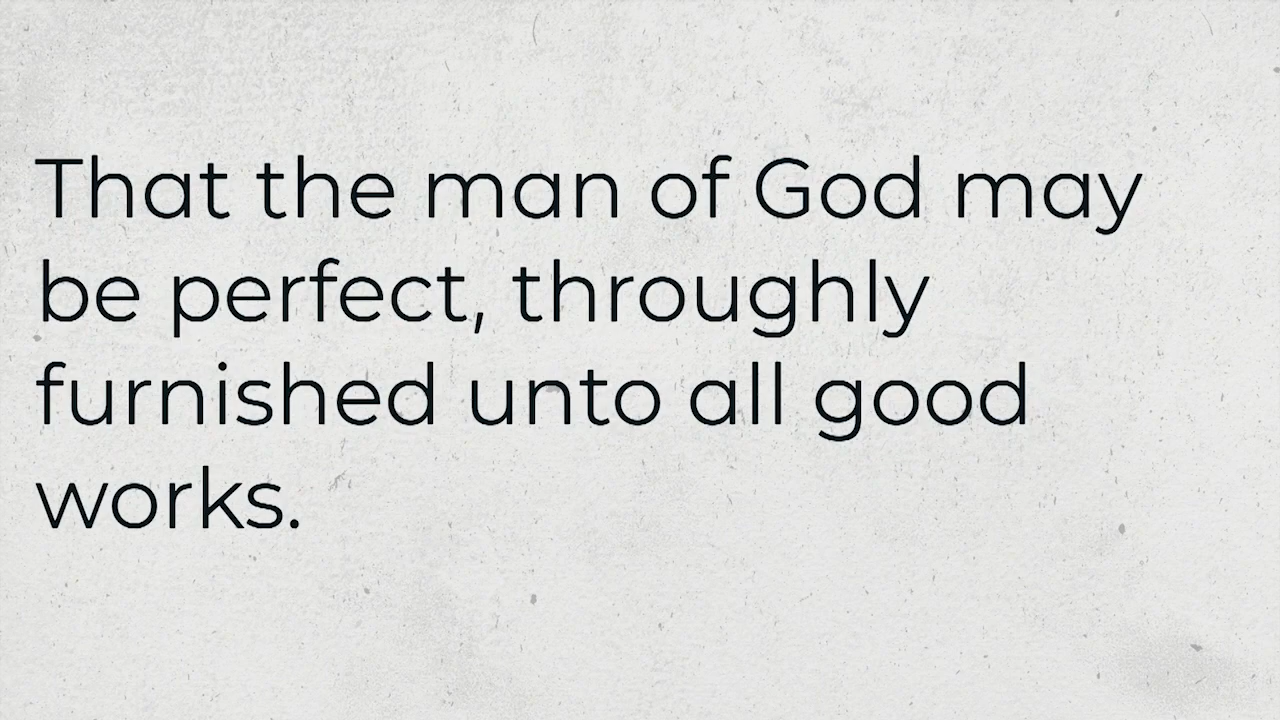 That the man of God may
be perfect, throughly
furnished unto all good
works.